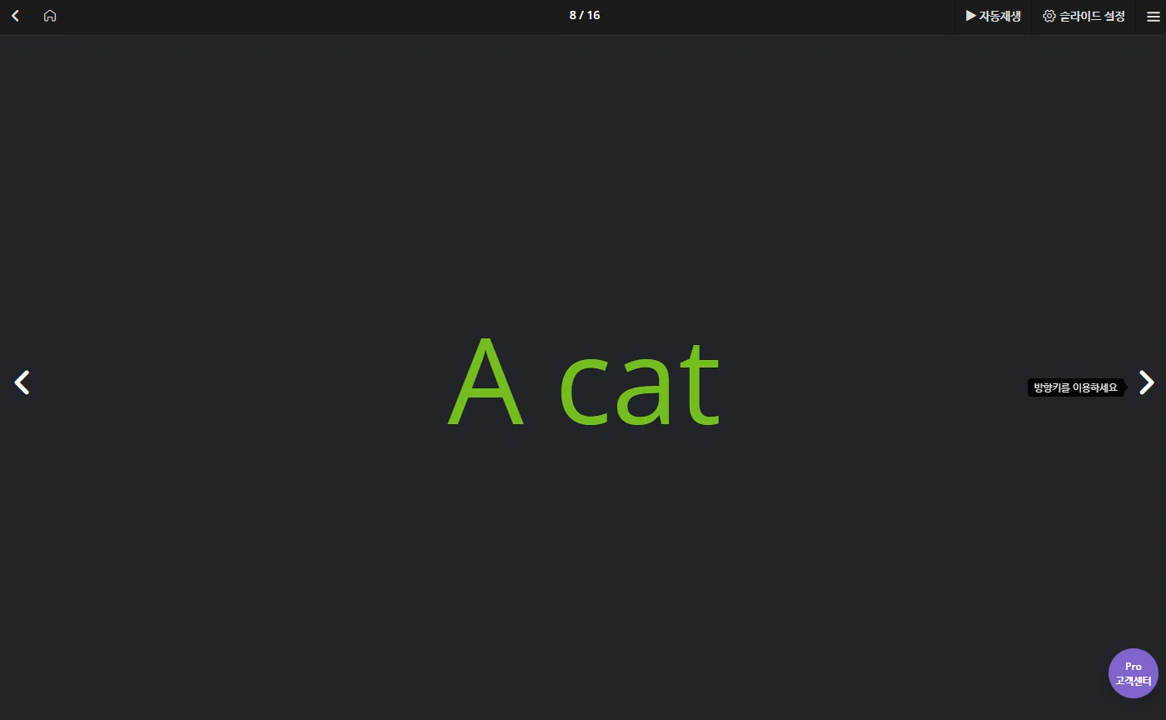 8 / 16
▶ 자동재생
슬라이드 설정
A cat
방향키를 이용하세요
Pro
고객센터